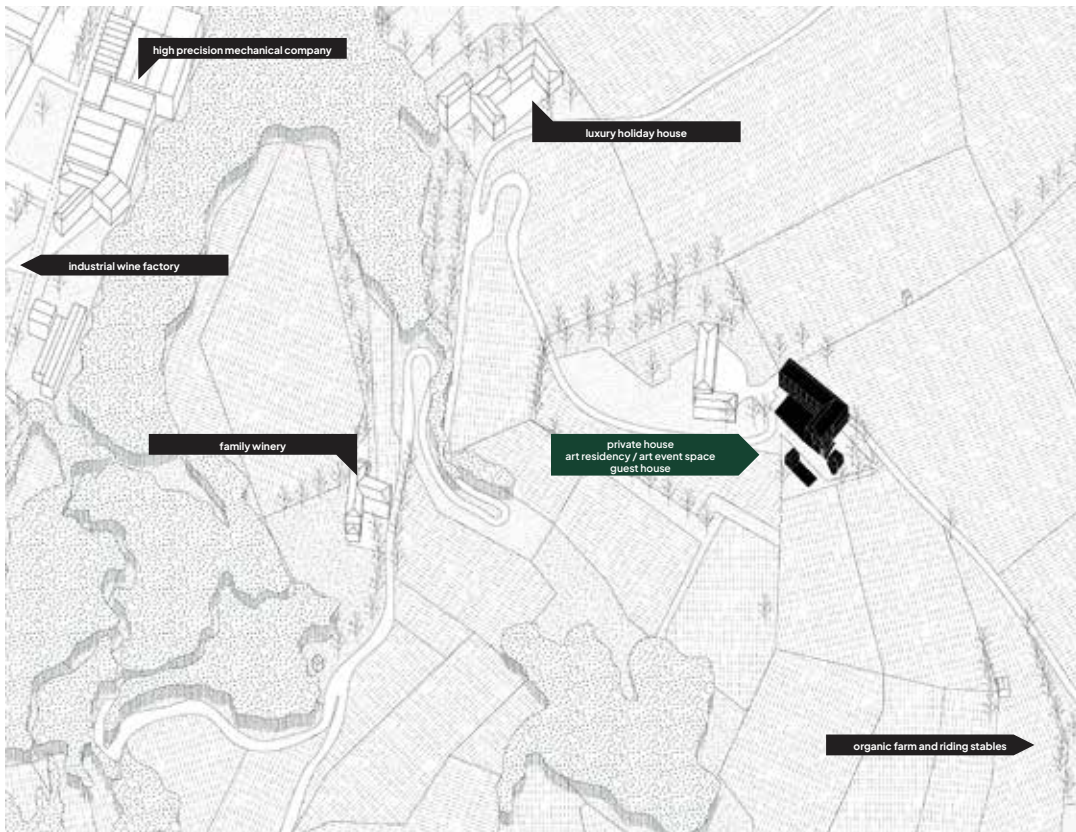 high precision mechanical company
luxury holiday house
industrial wine factory
family winery
private house
art residency / art event space
guest house
organic farm and riding stables